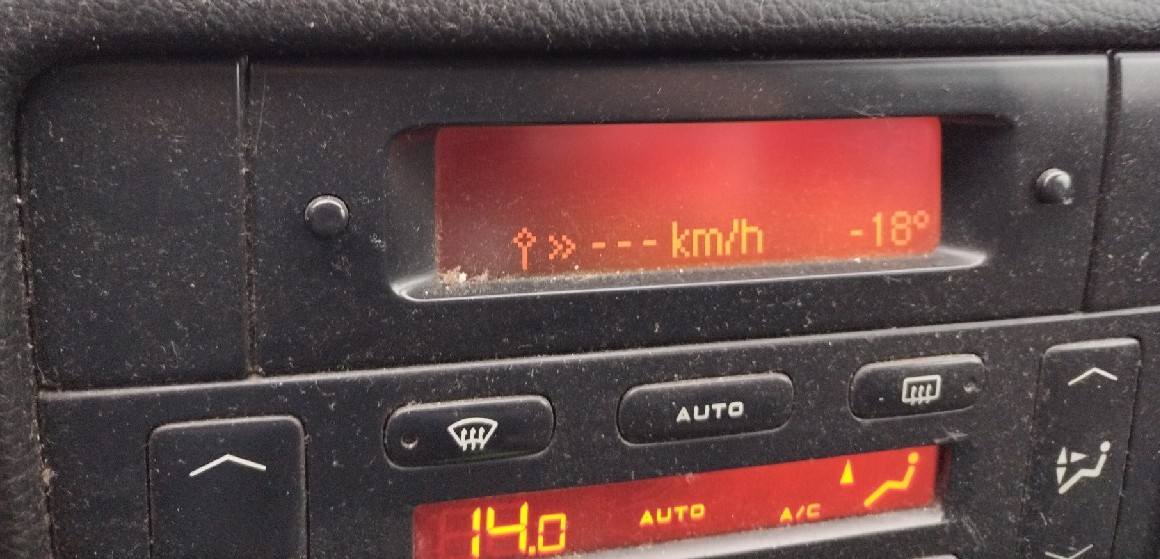 --- km/h -18°
AUTO
14.0 AUTO A/C